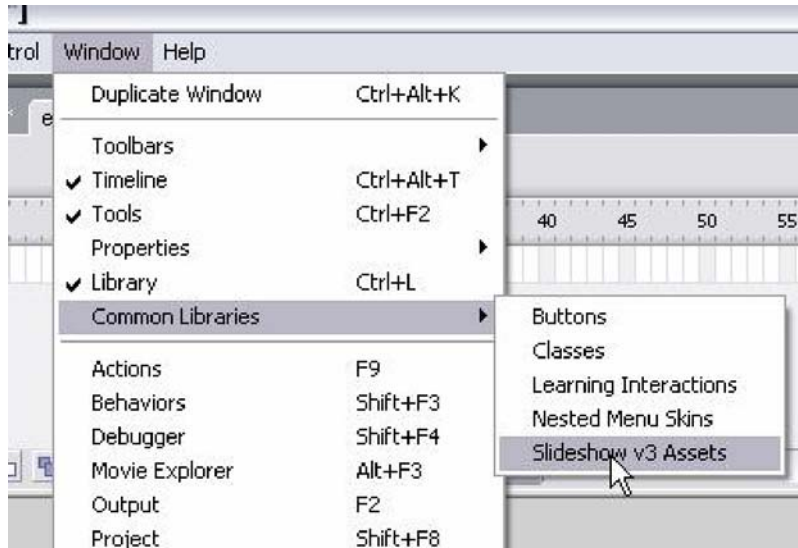 trol Window Help
Duplicate Window Ctrl+Alt+K
e
Toolbars
Timeline Ctrl+Alt+T
Tools Ctrl+F2
40 45 50 55
Properties
Library Ctrl+L
Common Libraries
Buttons
Classes
Learning Interactions
Nested Menu Skins
Slideshow v3 Assets
Actions F9
Behaviors Shift+F3
Debugger Shift+F4
Movie Explorer Alt+F3
Output F2
Project Shift+F8